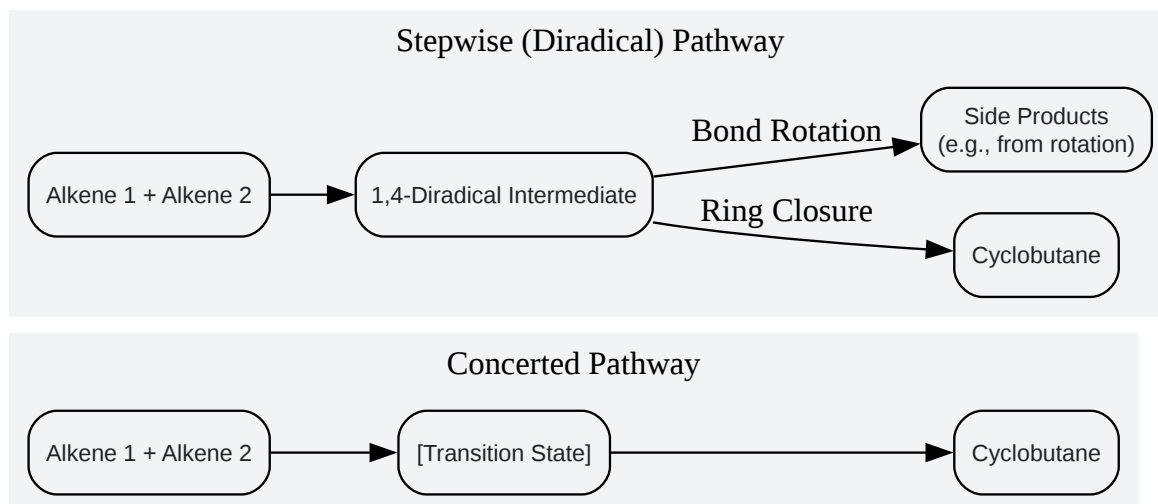 Stepwise (Diradical) Pathway
Alkene 1 + Alkene 2
1,4-Diradical Intermediate
Bond Rotation
Side Products
(e.g., from rotation)
Ring Closure
Cyclobutane
Concerted Pathway
Alkene 1 + Alkene 2
[Transition State]
Cyclobutane